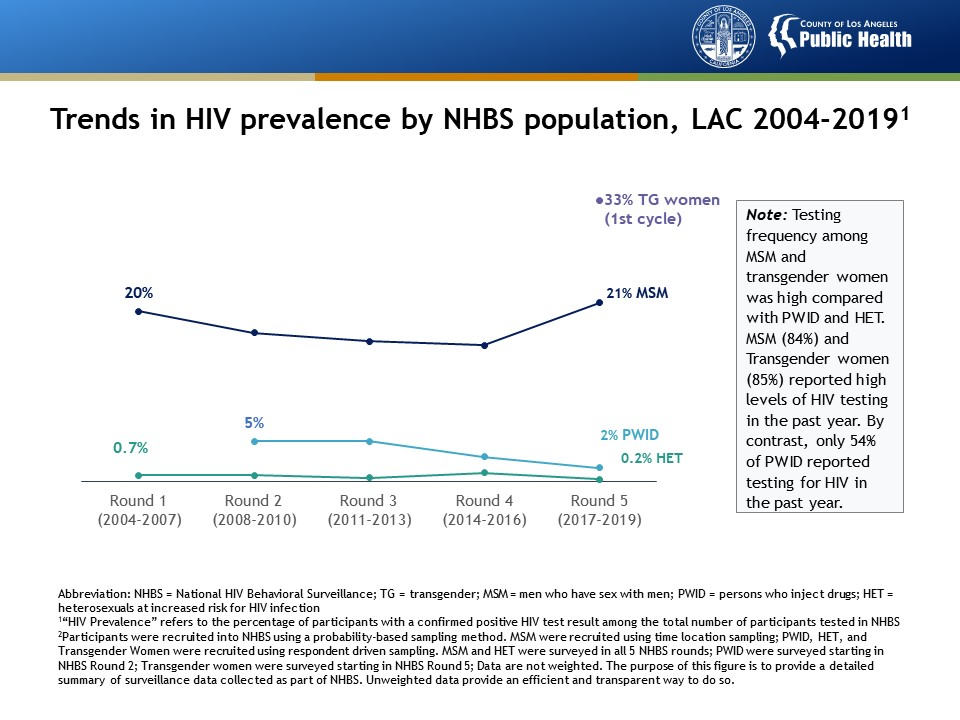 COUNTY OF LOS ANGELES
Public Health
Trends in HIV prevalence by NHBS population, LAC 2004-2019¹
●33% TG women
(1st cycle)
20%
21% MSM
5%
2% PWID
0.7%
0.2% HET
Round 1
(2004-2007)
Round 2
(2008-2010)
Round 3
(2011-2013)
Round 4
(2014-2016)
Round 5
(2017-2019)
Note: Testing
frequency among
MSM and
transgender women
was high compared
with PWID and HET.
MSM (84%) and
Transgender women
(85%) reported high
levels of HIV testing
in the past year. By
contrast, only 54%
of PWID reported
testing for HIV in
the past year.
Abbreviation: NHBS = National HIV Behavioral Surveillance; TG = transgender; MSM = men who have sex with men; PWID = persons who inject drugs; HET =
heterosexuals at increased risk for HIV infection
¹“HIV Prevalence” refers to the percentage of participants with a confirmed positive HIV test result among the total number of participants tested in NHBS
²Participants were recruited into NHBS using a probability-based sampling method. MSM were recruited using time location sampling; PWID, HET, and
Transgender Women were recruited using respondent driven sampling. MSM and HET were surveyed in all 5 NHBS rounds; PWID were surveyed starting in
NHBS Round 2; Transgender women were surveyed starting in NHBS Round 5; Data are not weighted. The purpose of this figure is to provide a detailed
summary of surveillance data collected as part of NHBS. Unweighted data provide an efficient and transparent way to do so.